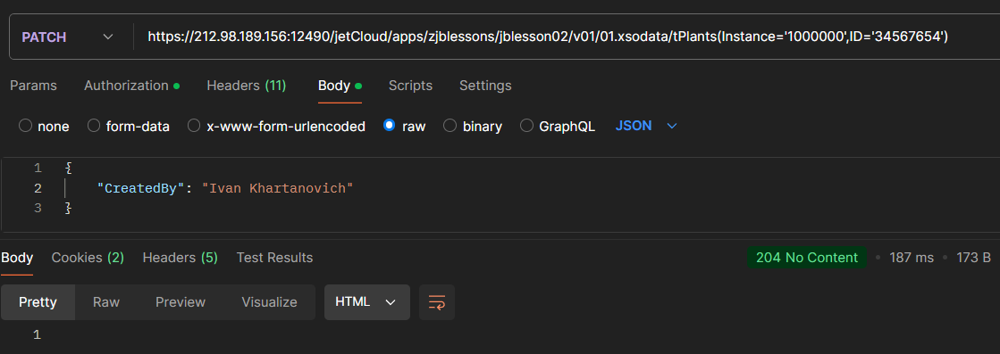 PATCH https://212.98.189.156:12490/jetCloud/apps/zjblessons/jblesson02/v01/01.xsodata/tPlants(Instance='1000000',ID='34567654')
Params Authorization Headers (11) Body Scripts Settings
none form-data x-www-form-urlencoded raw binary GraphQL JSON
1 {
2 "CreatedBy": "Ivan Khartanovich"
3 }
Body Cookies (2) Headers (5) Test Results 204 No Content 187 ms 173 B
Pretty Raw Preview Visualize HTML
1